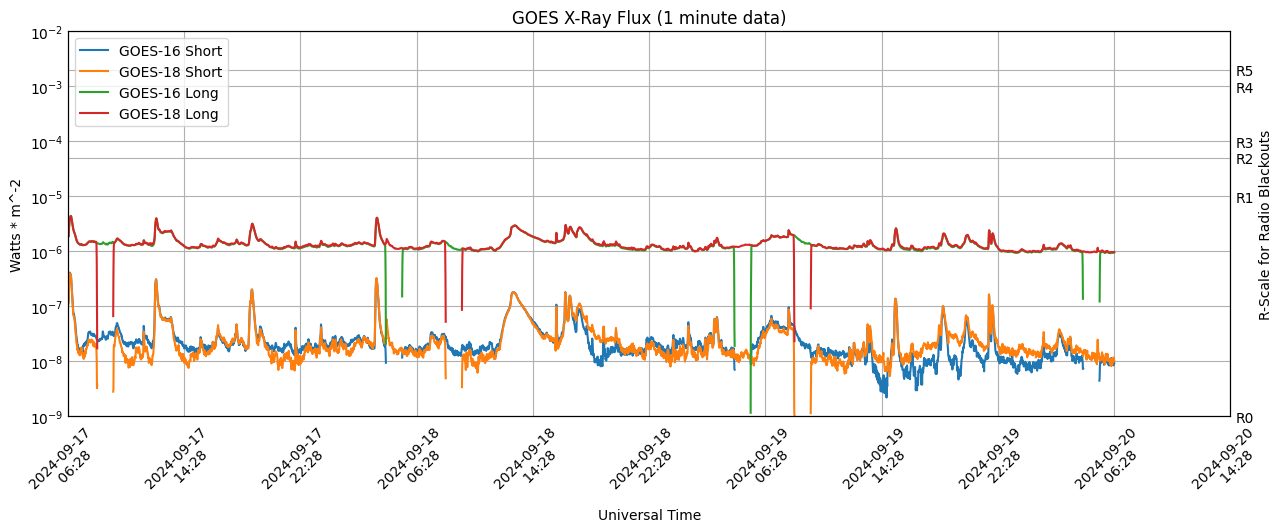 GOES X-Ray Flux (1 minute data)
GOES-16 Short
GOES-18 Short
GOES-16 Long
GOES-18 Long
Watts * m^-2
10^-2
10^-3
10^-4
10^-5
10^-6
10^-7
10^-8
10^-9
R5
R4
R3
R2
R1
R0
R-Scale for Radio Blackouts
2024-09-17
06:28
2024-09-17
14:28
2024-09-17
22:28
2024-09-18
06:28
2024-09-18
14:28
2024-09-18
22:28
2024-09-19
06:28
2024-09-19
14:28
2024-09-19
22:28
2024-09-20
06:28
2024-09-20
14:28
Universal Time